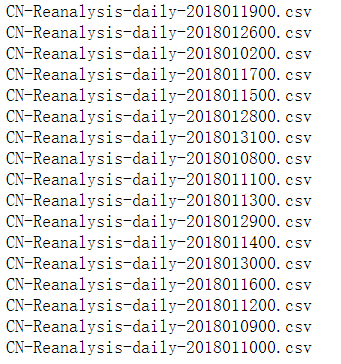 CN-Reanalysis-daily-2018011900.csv
CN-Reanalysis-daily-2018012600.csv
CN-Reanalysis-daily-2018010200.csv
CN-Reanalysis-daily-2018011700.csv
CN-Reanalysis-daily-2018011500.csv
CN-Reanalysis-daily-2018012800.csv
CN-Reanalysis-daily-2018013100.csv
CN-Reanalysis-daily-2018010800.csv
CN-Reanalysis-daily-2018011100.csv
CN-Reanalysis-daily-2018011300.csv
CN-Reanalysis-daily-2018012900.csv
CN-Reanalysis-daily-2018011400.csv
CN-Reanalysis-daily-2018013000.csv
CN-Reanalysis-daily-2018011600.csv
CN-Reanalysis-daily-2018011200.csv
CN-Reanalysis-daily-2018010900.csv
CN-Reanalysis-daily-2018011000.csv